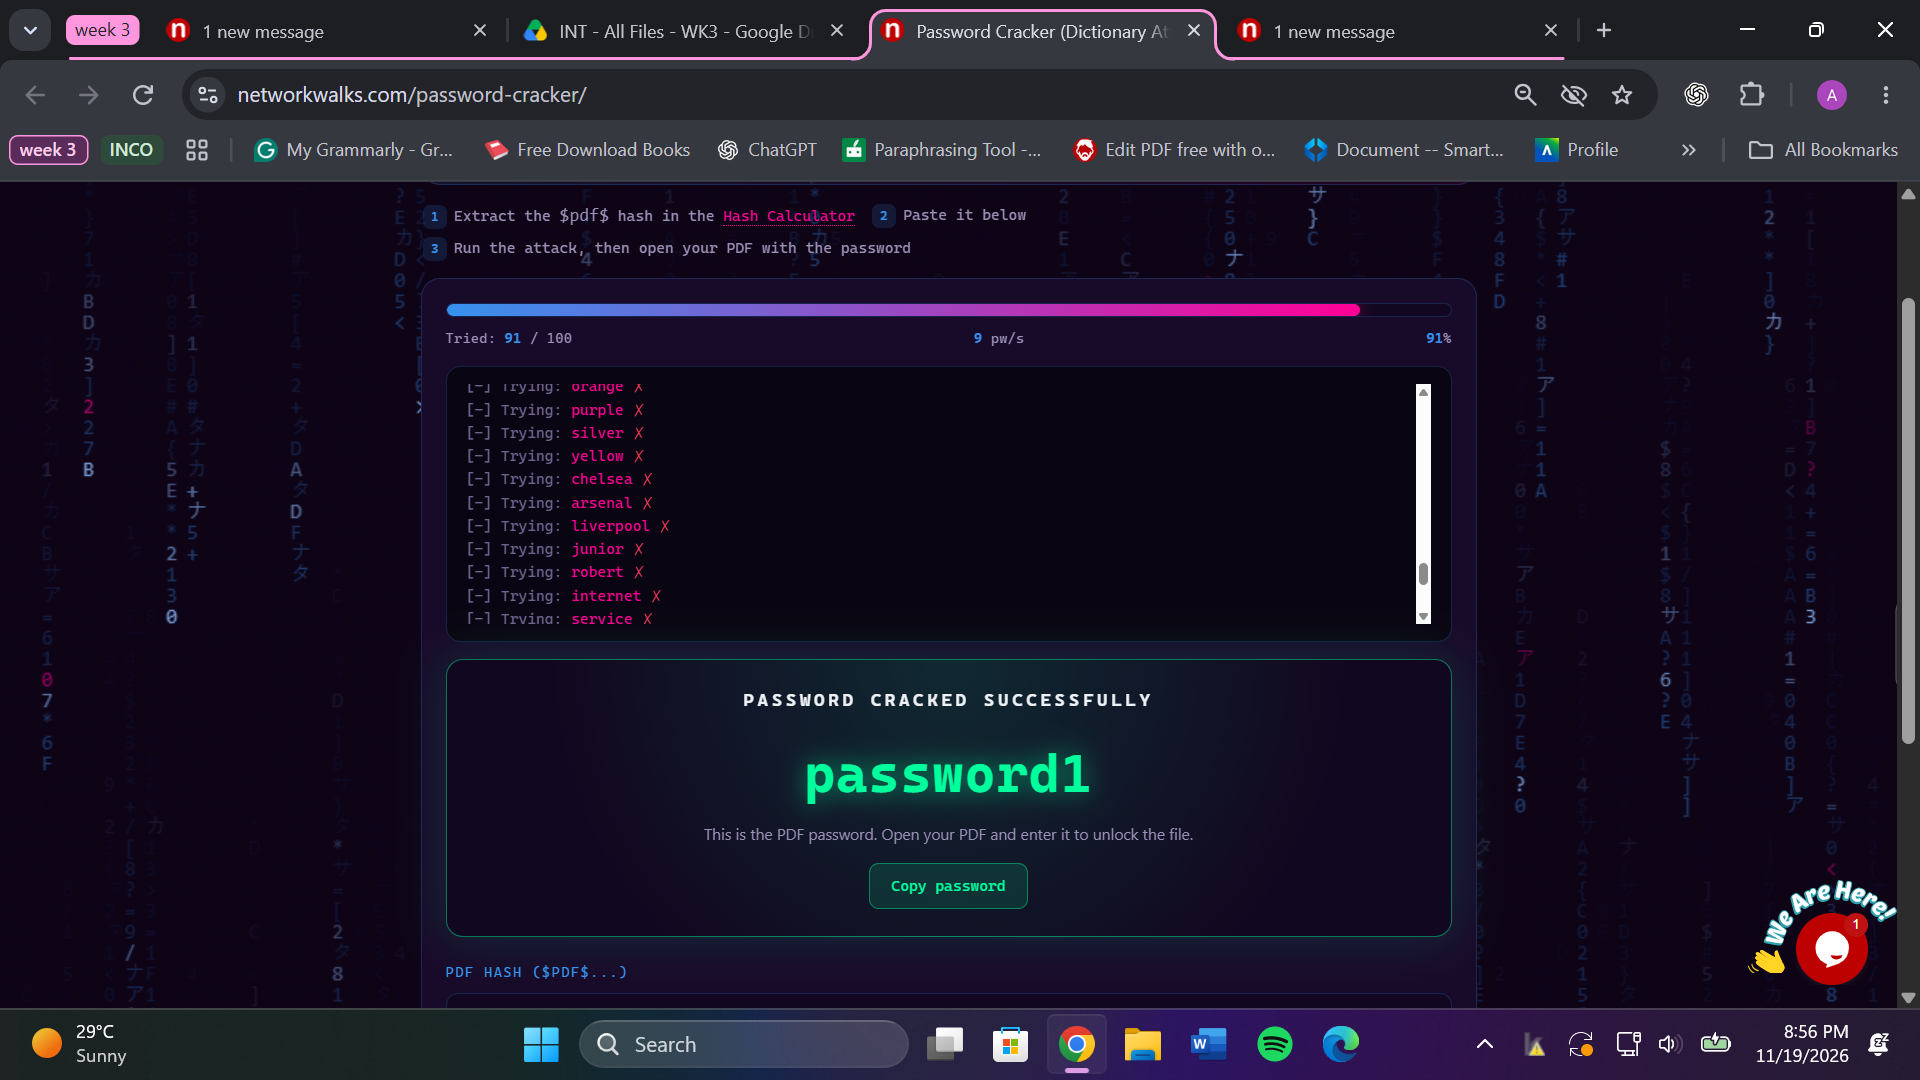 week 3
1 new message
INT - All Files - WK3 - Google D
Password Cracker (Dictionary At
1 new message
networkwalks.com/password-cracker/
A
week 3
INCO
My Grammarly - Gr...
Free Download Books
ChatGPT
Paraphrasing Tool -...
Edit PDF free with o...
Document -- Smart...
Profile
All Bookmarks
1 Extract the $pdf$ hash in the Hash Calculator 2 Paste it below
3 Run the attack, then open your PDF with the password
Tried: 91 / 100
9 pw/s
91%
[-] Trying: orange ✗
[-] Trying: purple ✗
[-] Trying: silver ✗
[-] Trying: yellow ✗
[-] Trying: chelsea ✗
[-] Trying: arsenal ✗
[-] Trying: liverpool ✗
[-] Trying: junior ✗
[-] Trying: robert ✗
[-] Trying: internet ✗
[-] Trying: service ✗
PASSWORD CRACKED SUCCESSFULLY
password1
This is the PDF password. Open your PDF and enter it to unlock the file.
Copy password
PDF HASH ($PDF$...)
We Are Here!
1
29°C
Sunny
Search
8:56 PM
11/19/2026